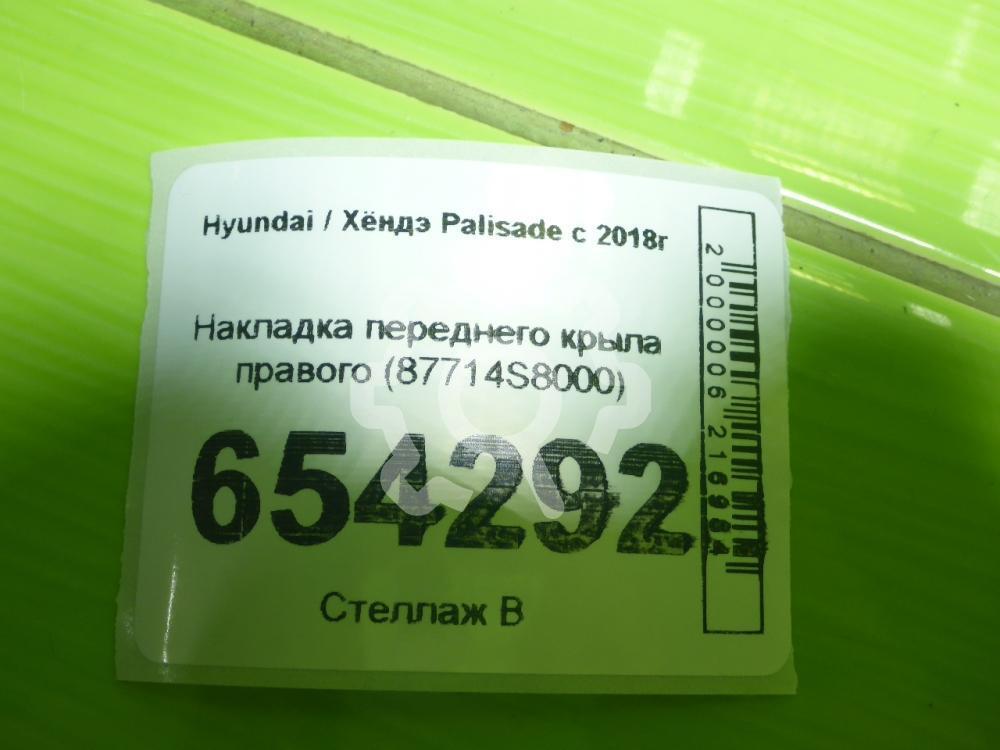 Hyundai / Хёндэ Palisade с 2018г
Накладка переднего крыла
правого (87714S8000)
654292
Стеллаж В
2000006216984